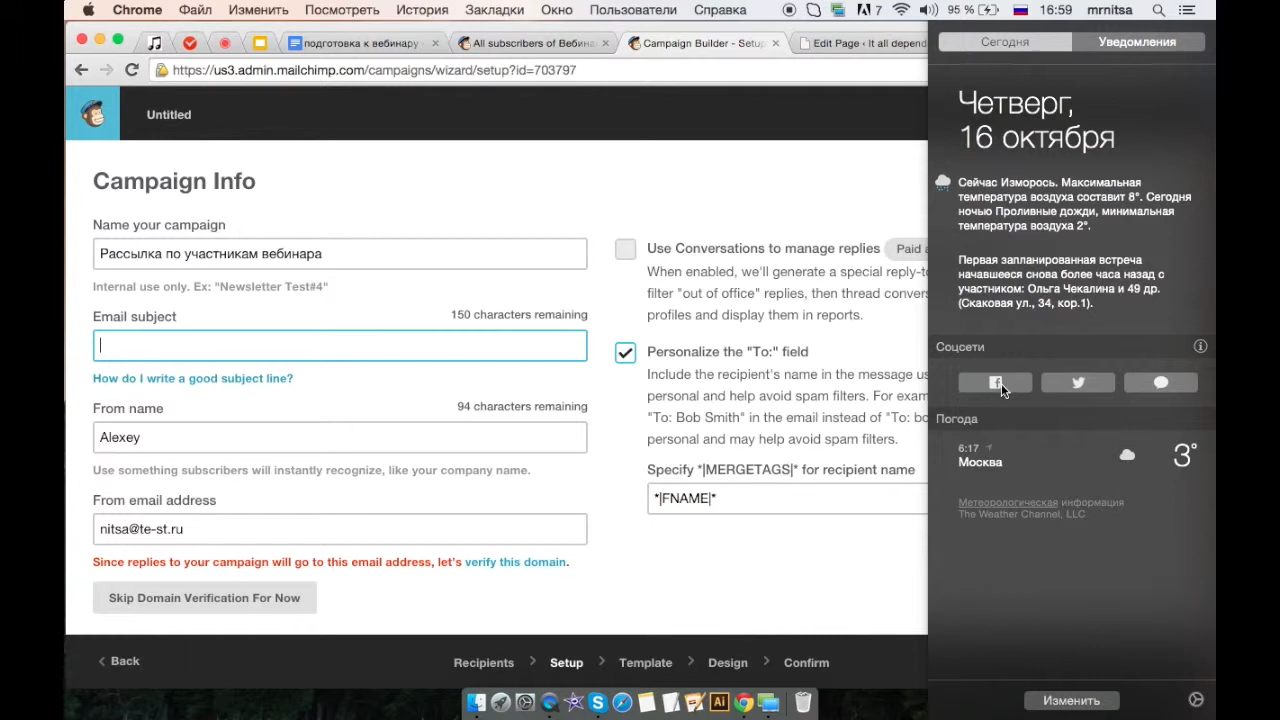 Chrome Файл Изменить Посмотреть История Закладки Окно Пользователи Справка 7 95 % 16:59 mrnitsa
подготовка к вебинару × All subscribers of Вебина × Campaign Builder - Setup × Edit Page ‹ It all depend
https://us3.admin.mailchimp.com/campaigns/wizard/setup?id=703797
Untitled
Campaign Info
Name your campaign
Рассылка по участникам вебинара
Internal use only. Ex: "Newsletter Test#4"
Email subject 150 characters remaining
How do I write a good subject line?
From name 94 characters remaining
Alexey
Use something subscribers will instantly recognize, like your company name.
From email address
nitsa@te-st.ru
Since replies to your campaign will go to this email address, let's verify this domain.
Skip Domain Verification For Now
Use Conversations to manage replies Paid
When enabled, we'll generate a special reply-
filter "out of office" replies, then thread
profiles and display them in reports.
Personalize the "To:" field
Include the recipient's name in the message
personal and help avoid spam filters. For
"To: Bob Smith" in the email instead of "To:
personal and may help avoid spam filters.
Specify *|MERGETAGS|* for recipient name
*|FNAME|*
Back Recipients Setup Template Design Confirm
Сегодня Уведомления
Четверг,
16 октября
Сейчас Изморось. Максимальная
температура воздуха составит 8°. Сегодня
ночью Проливные дожди, минимальная
температура воздуха 2°.
Первая запланированная встреча
начавшееся снова более часа назад с
участником: Ольга Чекалина и 49 др.
(Скаковая ул., 34, кор.1).
Соцсети
Погода
6:17
Москва 3°
Метеорологическая информация
The Weather Channel, LLC
Изменить